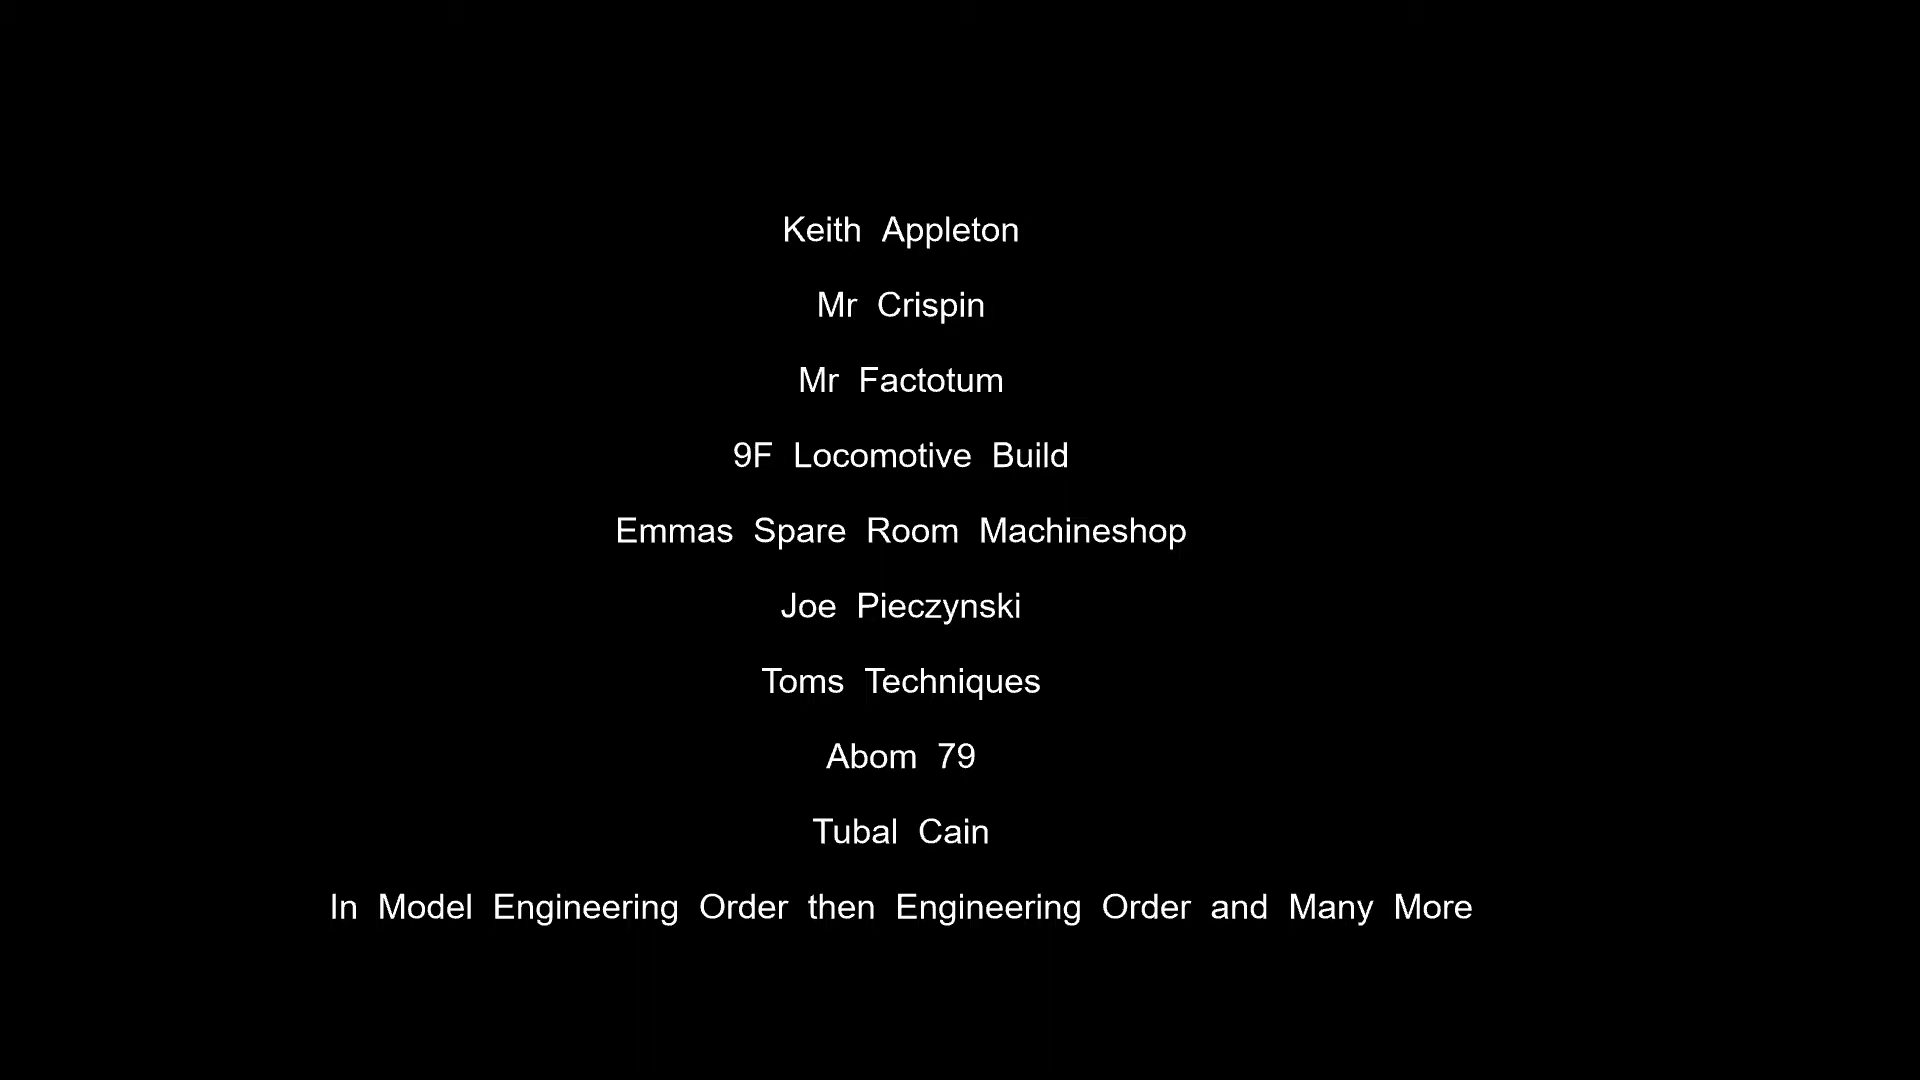 Keith Appleton
Mr Crispin
Mr Factotum
9F Locomotive Build
Emmas Spare Room Machineshop
Joe Pieczynski
Toms Techniques
Abom 79
Tubal Cain
In Model Engineering Order then Engineering Order and Many More